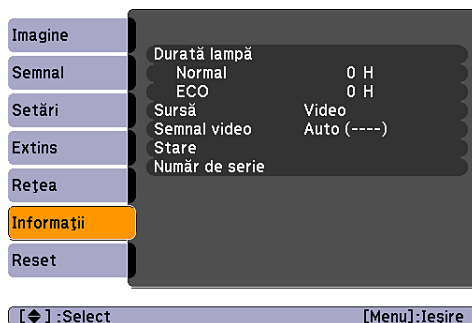 Imagine
Semnal
Setări
Extins
Reţea
Informaţii
Reset
Durată lampă
Normal 0 H
ECO 0 H
Sursă Video
Semnal video Auto (----)
Stare
Număr de serie
[◆] :Select [Menu]:Iesire